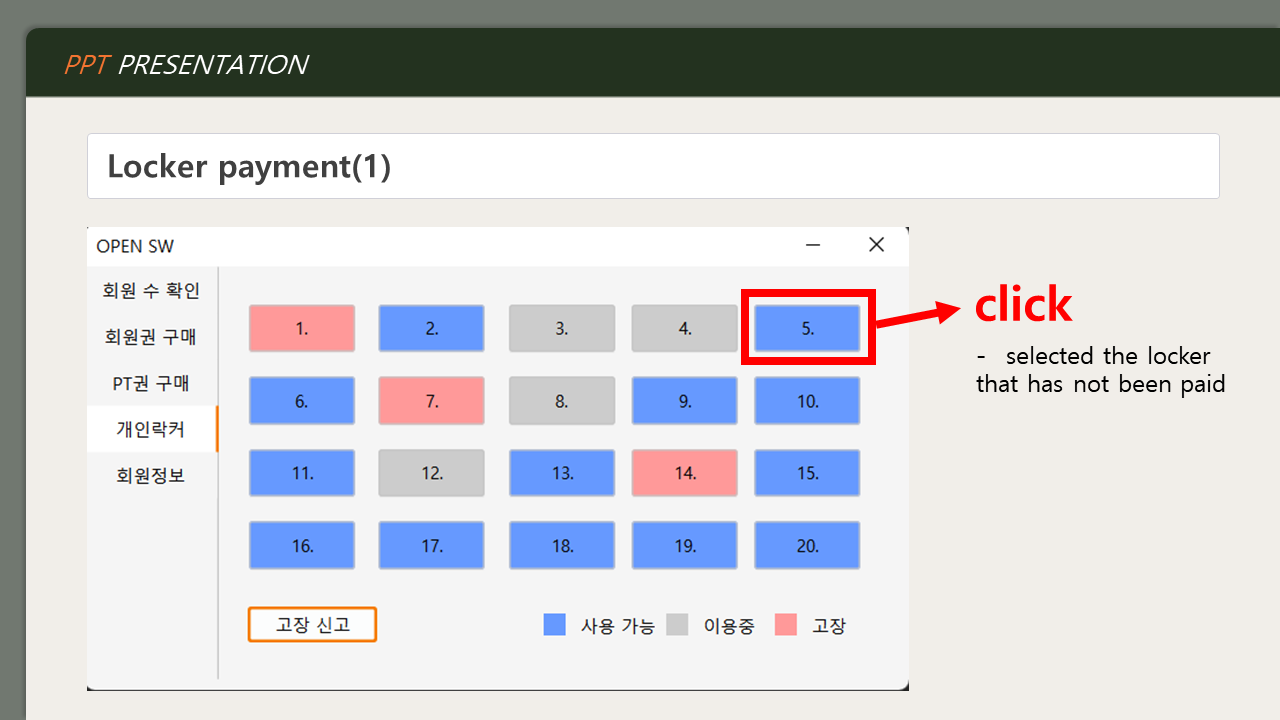 PPT PRESENTATION
Locker payment(1)
OPEN SW
회원 수 확인
회원권 구매
PT권 구매
개인락커
회원정보
1. 2. 3. 4. 5.
6. 7. 8. 9. 10.
11. 12. 13. 14. 15.
16. 17. 18. 19. 20.
고장 신고
사용 가능 이용중 고장
click
- selected the locker
that has not been paid